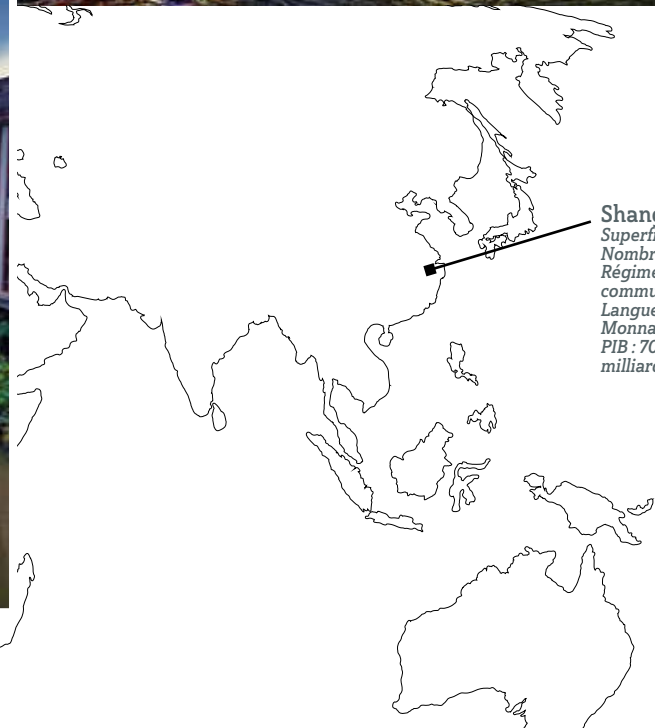 Shang
Superfi
Nombr
Régime
commu
Langue
Monna
PIB : 70
milliard